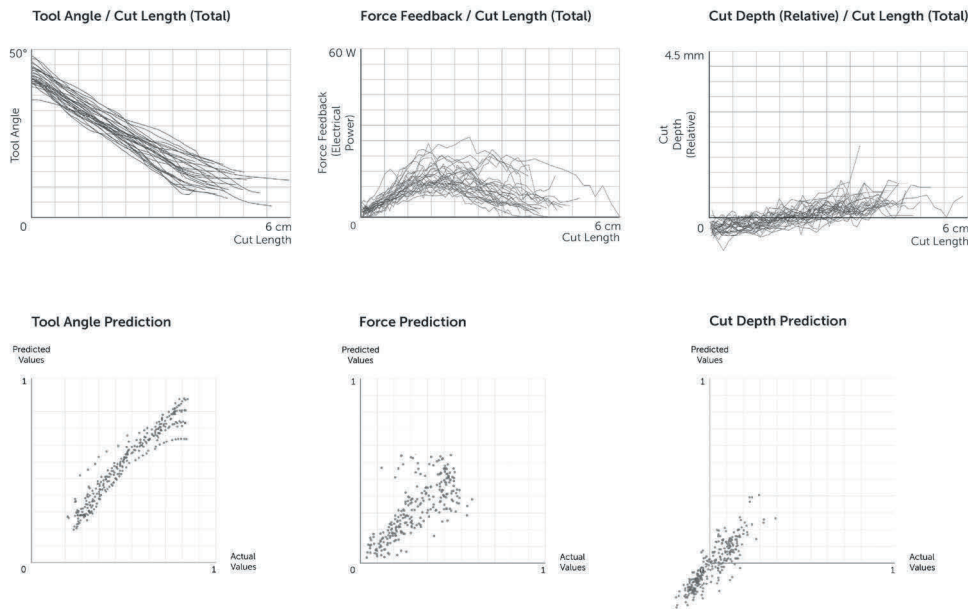 Tool Angle / Cut Length (Total)
50°
Tool Angle
0
6 cm
Cut Length
Force Feedback / Cut Length (Total)
60 W
Force Feedback
(Electrical
Power)
0
6 cm
Cut Length
Cut Depth (Relative) / Cut Length (Total)
4.5 mm
Cut
Depth
(Relative)
0
6 cm
Cut Length
Tool Angle Prediction
Predicted
Values
1
0
1
Actual
Values
Force Prediction
Predicted
Values
1
0
1
Actual
Values
Cut Depth Prediction
Predicted
Values
1
0
1
Actual
Values